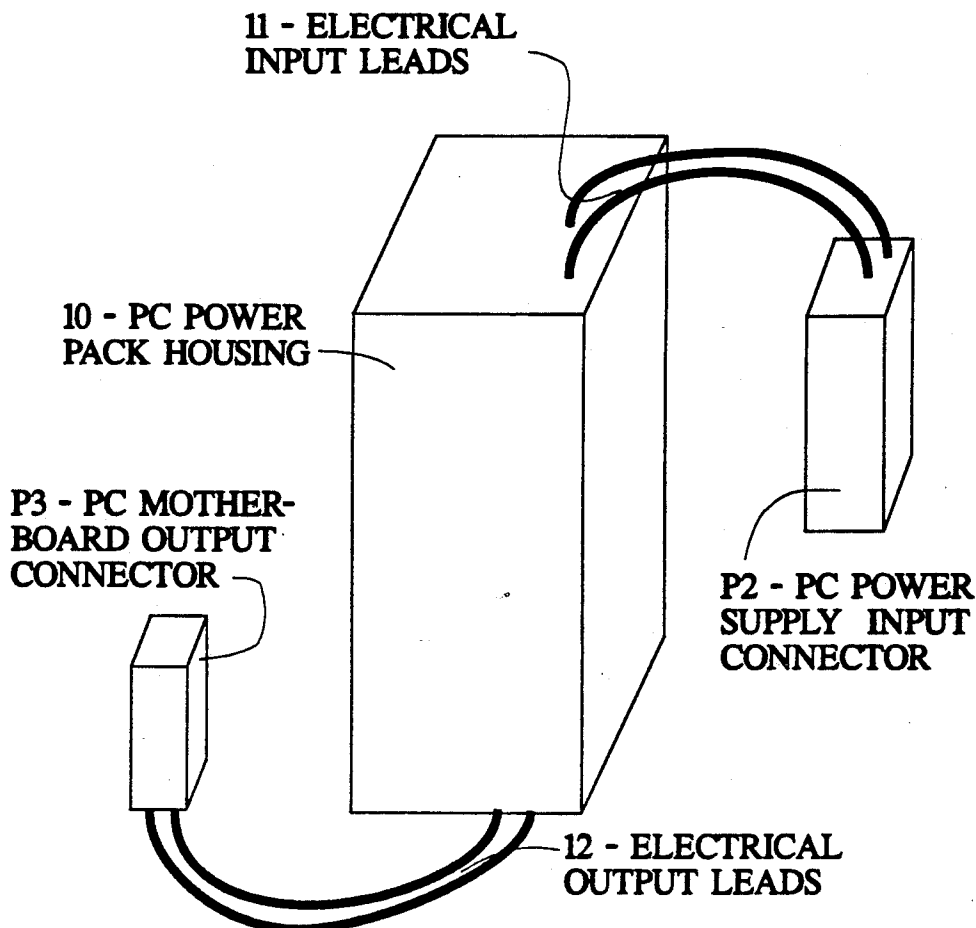 11 - ELECTRICAL
INPUT LEADS
10 - PC POWER
PACK HOUSING
P3 - PC MOTHER-
BOARD OUTPUT
CONNECTOR
P2 - PC POWER
SUPPLY INPUT
CONNECTOR
12 - ELECTRICAL
OUTPUT LEADS